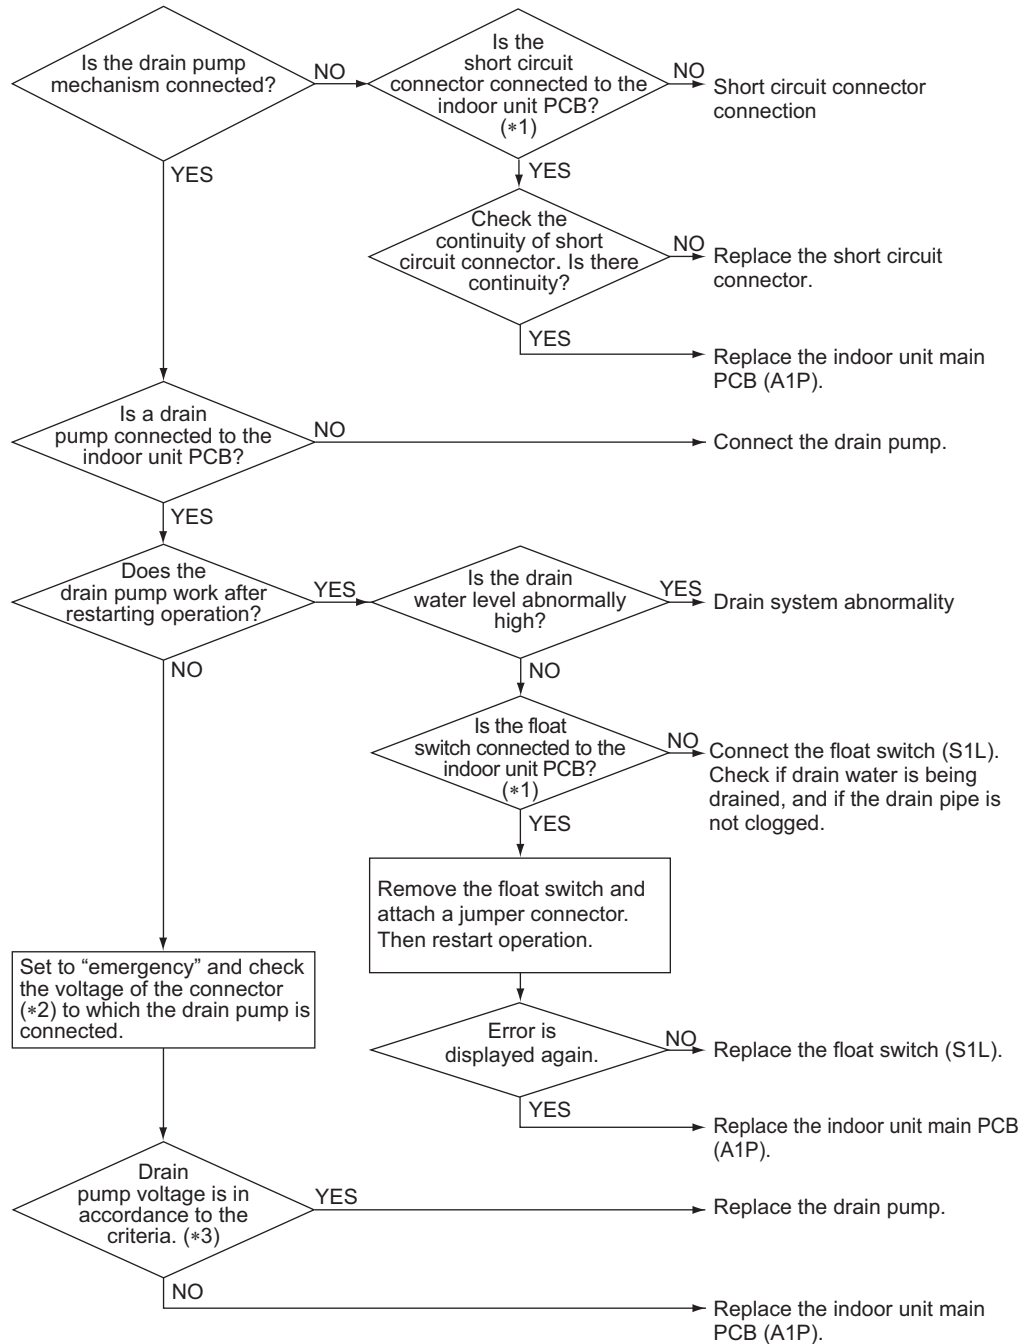 Is the drain pump
mechanism connected?
NO
Is the
short circuit
connector connected to the
indoor unit PCB?
(∗1)
NO
Short circuit connector
connection
YES
YES
Check the
continuity of short
circuit connector. Is there
continuity?
NO
Replace the short circuit
connector.
YES
Replace the indoor unit main
PCB (A1P).
Is a drain
pump connected to the
indoor unit PCB?
NO
Connect the drain pump.
YES
Does the
drain pump work after
restarting operation?
YES
Is the drain
water level abnormally
high?
YES
Drain system abnormality
NO
NO
Is the float
switch connected to the
indoor unit PCB?
(∗1)
NO
Connect the float switch (S1L).
Check if drain water is being
drained, and if the drain pipe is
not clogged.
YES
Remove the float switch and
attach a jumper connector.
Then restart operation.
Set to “emergency” and check
the voltage of the connector
(∗2) to which the drain pump is
connected.
Error is
displayed again.
NO
Replace the float switch (S1L).
YES
Replace the indoor unit main PCB
(A1P).
Drain
pump voltage is in
accordance to the
criteria. (∗3)
YES
Replace the drain pump.
NO
Replace the indoor unit main
PCB (A1P).